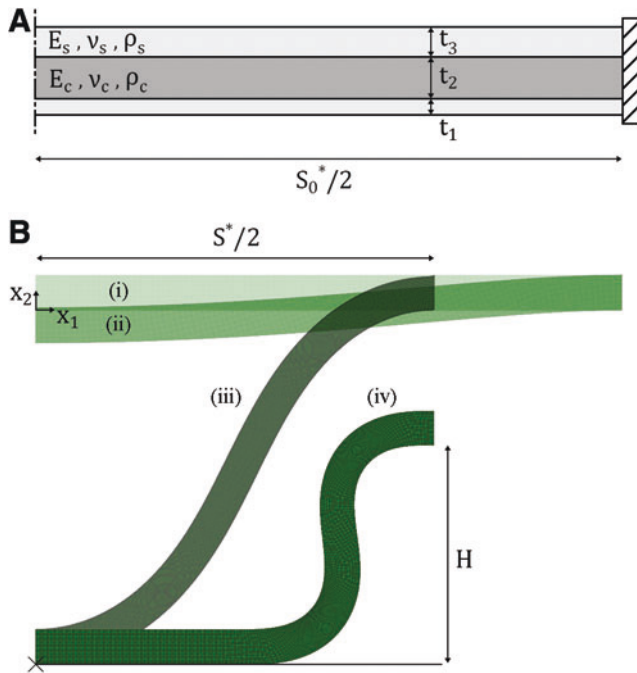 A
E_s , ν_s , ρ_s
t_3
E_c , ν_c , ρ_c
t_2
t_1
S_0^*/2
B
S^*/2
x_2
(i)
x_1
(ii)
(iii)
(iv)
H